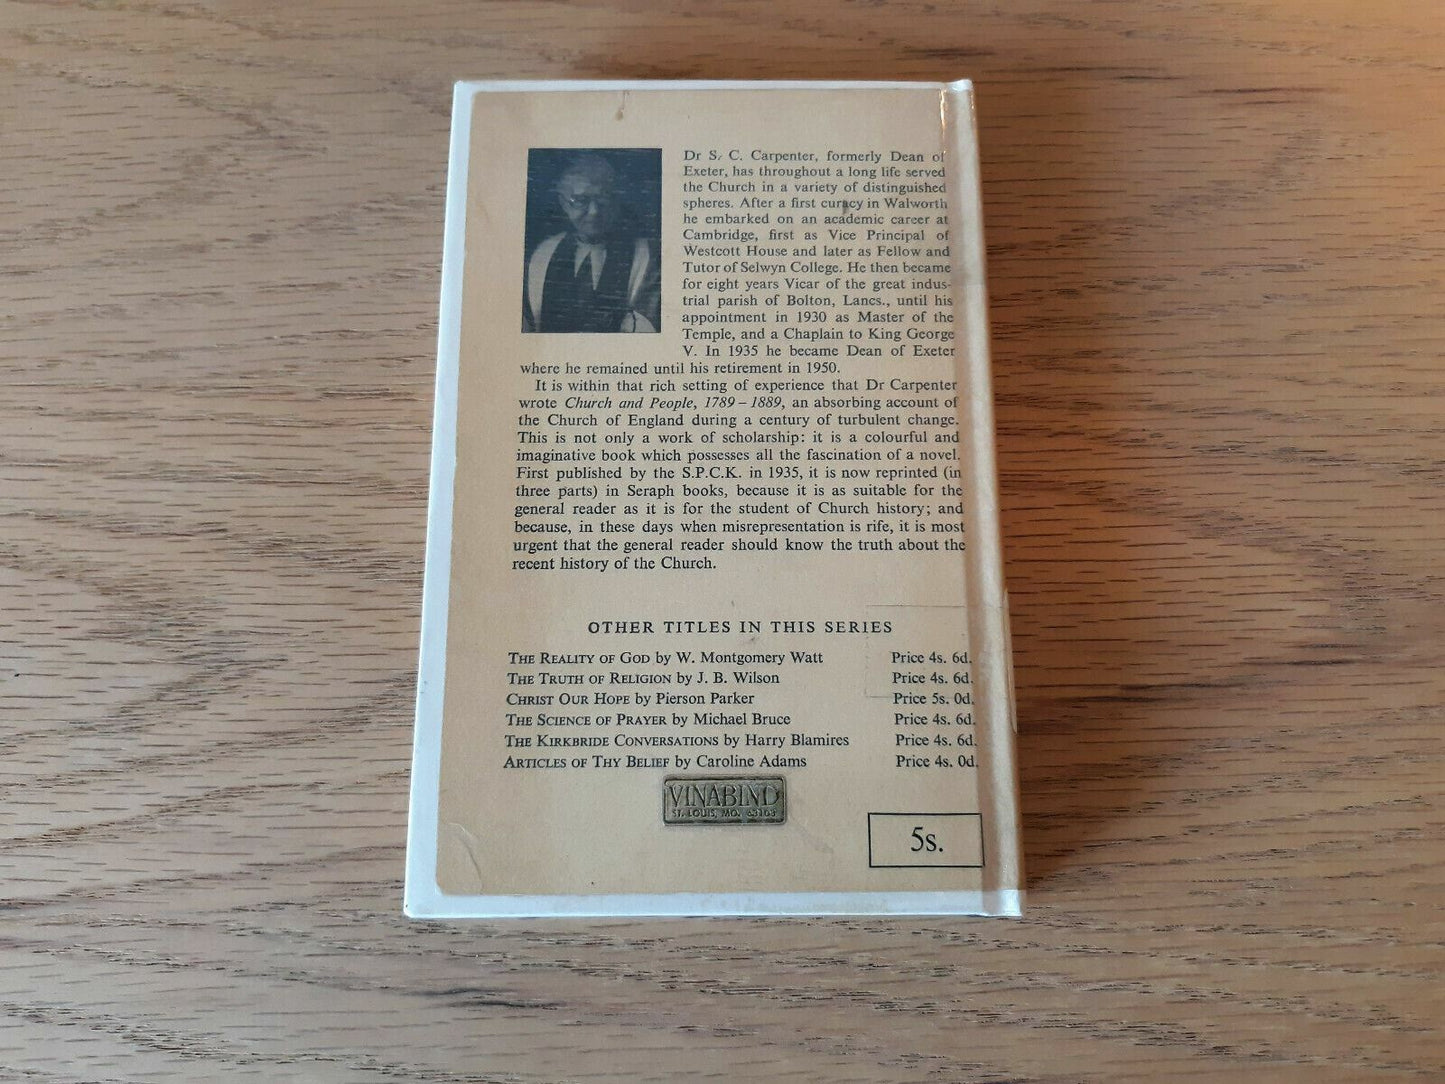 Dr S. C. Carpenter, formerly Dean of
Exeter, has throughout a long life served
the Church in a variety of distinguished
spheres. After a first curacy in Walworth
he embarked on an academic career at
Cambridge, first as Vice Principal of
Westcott House and later as Fellow and
Tutor of Selwyn College. He then became
for eight years Vicar of the great indus-
trial parish of Bolton, Lancs., until his
appointment in 1930 as Master of the
Temple, and a Chaplain to King George
V. In 1935 he became Dean of Exeter
where he remained until his retirement in 1950.
It is within that rich setting of experience that Dr Carpenter
wrote Church and People, 1789 – 1889, an absorbing account of
the Church of England during a century of turbulent change.
This is not only a work of scholarship: it is a colourful and
imaginative book which possesses all the fascination of a novel.
First published by the S.P.C.K. in 1935, it is now reprinted (in
three parts) in Seraph books, because it is as suitable for the
general reader as it is for the student of Church history; and
because, in these days when misrepresentation is rife, it is most
urgent that the general reader should know the truth about the
recent history of the Church.
OTHER TITLES IN THIS SERIES
THE REALITY OF GOD by W. Montgomery Watt Price 4s. 6d.
THE TRUTH OF RELIGION by J. B. Wilson Price 4s. 6d.
CHRIST OUR HOPE by Pierson Parker Price 5s. 0d.
THE SCIENCE OF PRAYER by Michael Bruce Price 4s. 6d.
THE KIRKBRIDE CONVERSATIONS by Harry Blamires Price 4s. 6d.
ARTICLES OF THY BELIEF by Caroline Adams Price 4s. 0d.
VINABIND
ST. LOUIS, MO. 63163
5s.